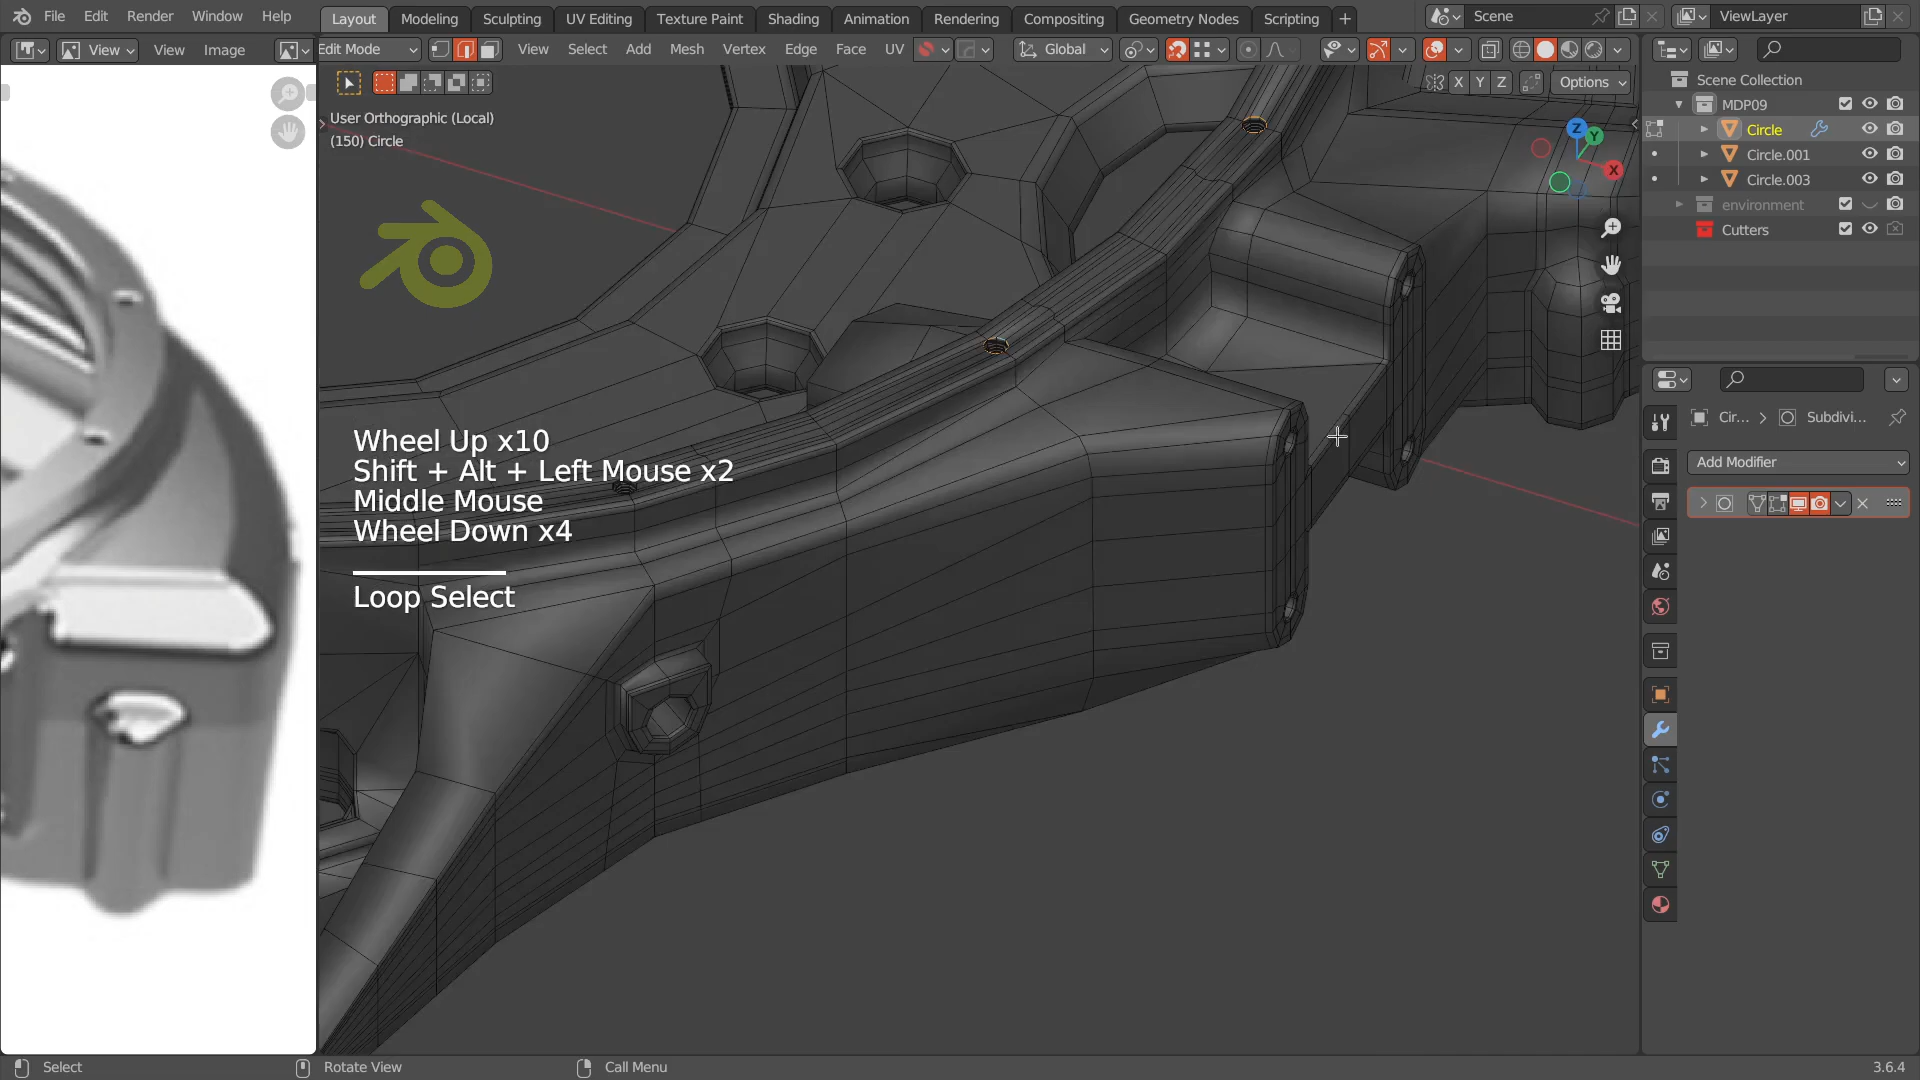 File Edit Render Window Help
Layout Modeling Sculpting UV Editing Texture Paint Shading Animation Rendering Compositing Geometry Nodes Scripting +
Scene
ViewLayer
View View Image
Edit Mode View Select Add Mesh Vertex Edge Face UV
Global
X Y Z Options
User Orthographic (Local)
(150) Circle
Z
Y
X
Scene Collection
MDP09
Circle
Circle.001
Circle.003
environment
Cutters
Cir... Subdivi...
Add Modifier
Wheel Up x10
Shift + Alt + Left Mouse x2
Middle Mouse
Wheel Down x4
Loop Select
Select Rotate View Call Menu 3.6.4